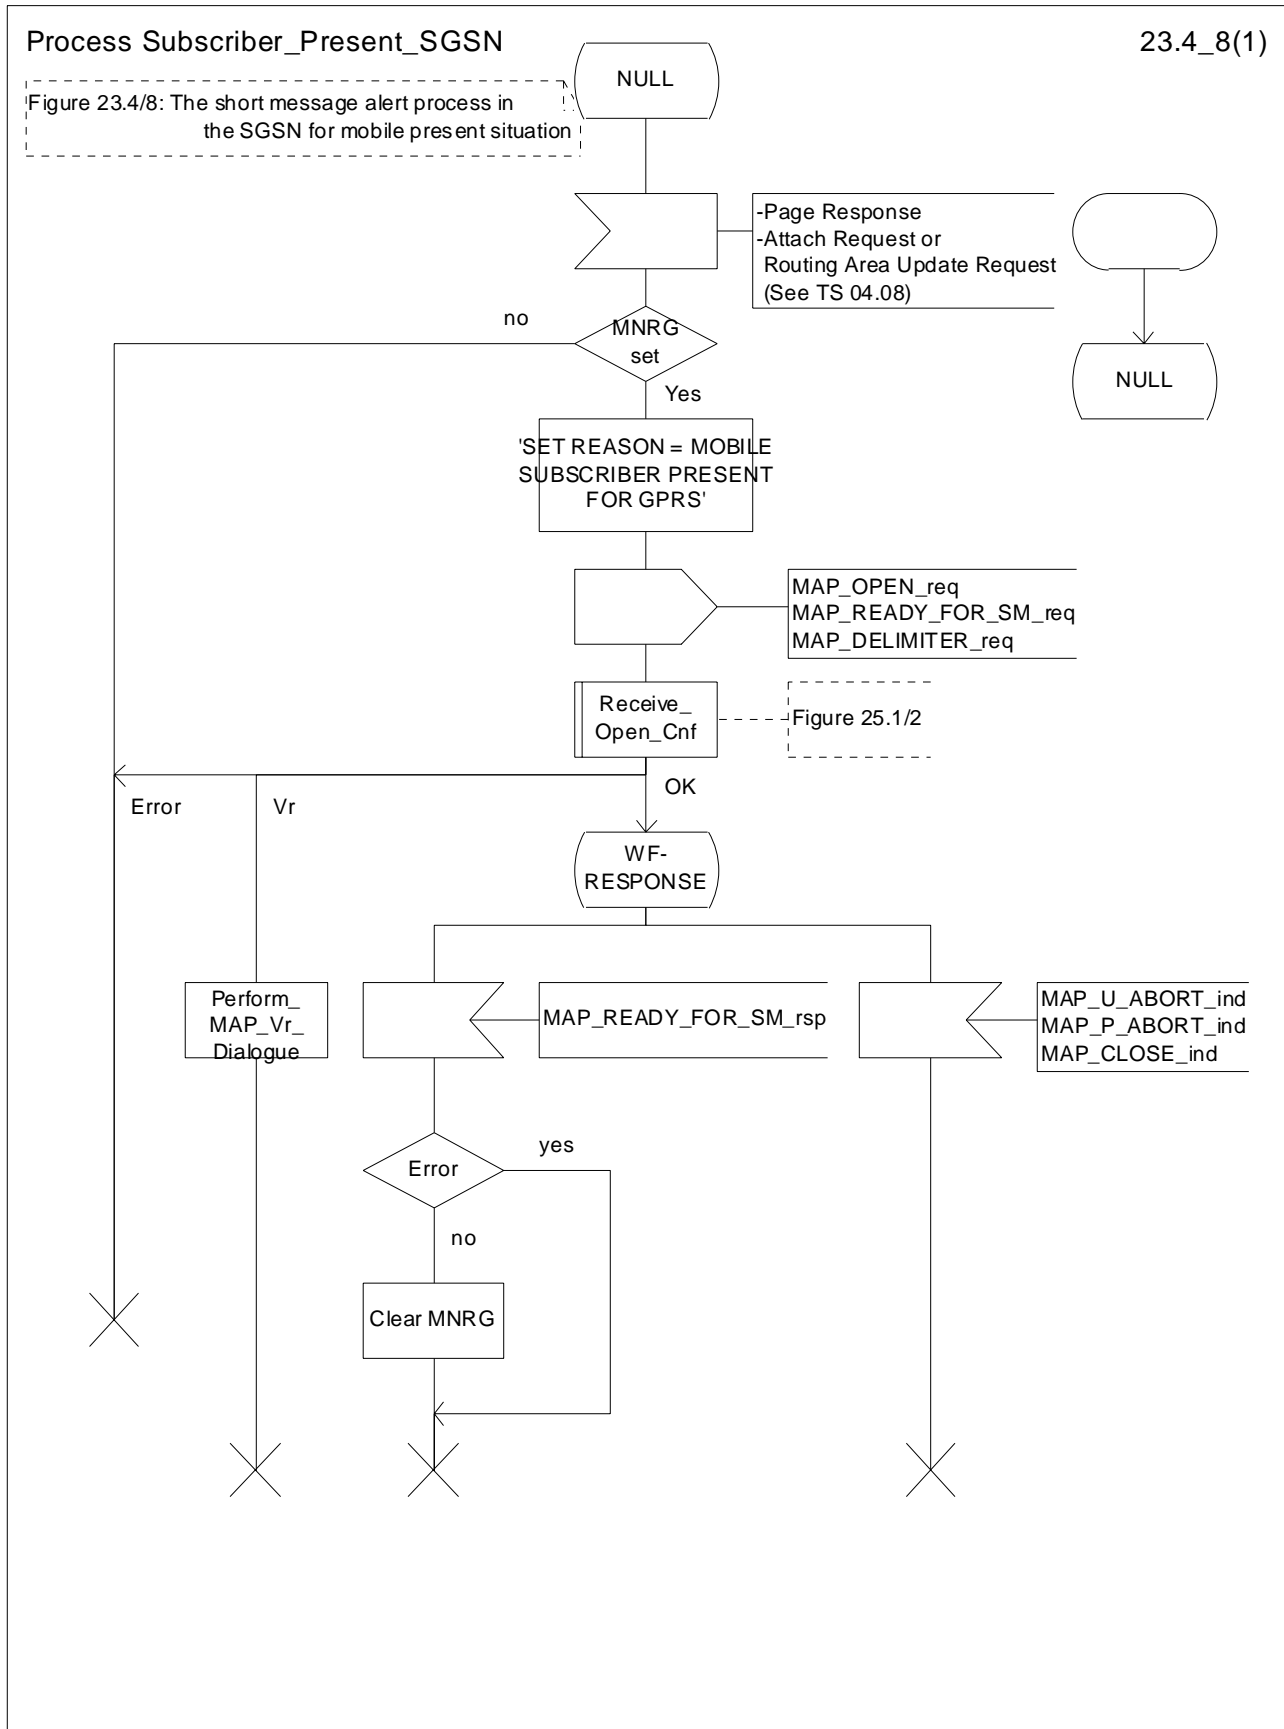 Process Subscriber_Present_SGSN
23.4_8(1)
Figure 23.4/8: The short message alert process in
the SGSN for mobile present situation
NULL
-Page Response
-Attach Request or
Routing Area Update Request
(See TS 04.08)
no
MNRG
set
Yes
NULL
'SET REASON = MOBILE
SUBSCRIBER PRESENT
FOR GPRS'
MAP_OPEN_req
MAP_READY_FOR_SM_req
MAP_DELIMITER_req
Receive_
Open_Cnf
Figure 25.1/2
Error
Vr
OK
WF-
RESPONSE
Perform_
MAP_Vr_
Dialogue
MAP_READY_FOR_SM_rsp
MAP_U_ABORT_ind
MAP_P_ABORT_ind
MAP_CLOSE_ind
Error
yes
no
Clear MNRG